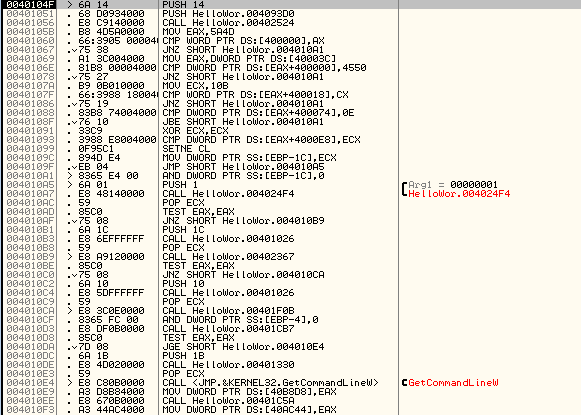 0040104F > 6A 14 PUSH 14
00401051 . 68 D0934000 PUSH HelloWor.004093D0
00401056 . E8 C9140000 CALL HelloWor.00402524
0040105B . B8 4D5A0000 MOV EAX,5A4D
00401060 . 66:3905 000040 CMP WORD PTR DS:[400000],AX
00401067 .v75 38 JNZ SHORT HelloWor.004010A1
00401069 . A1 3C004000 MOV EAX,DWORD PTR DS:[40003C]
0040106E . 81B8 00004000 CMP DWORD PTR DS:[EAX+400000],4550
00401078 .v75 27 JNZ SHORT HelloWor.004010A1
0040107A . B9 0B010000 MOV ECX,10B
0040107F . 66:3988 180040 CMP WORD PTR DS:[EAX+400018],CX
00401086 .v75 19 JNZ SHORT HelloWor.004010A1
00401088 . 83B8 74004000 CMP DWORD PTR DS:[EAX+400074],0E
0040108F .v76 10 JBE SHORT HelloWor.004010A1
00401091 . 33C9 XOR ECX,ECX
00401093 . 3988 E8004000 CMP DWORD PTR DS:[EAX+4000E8],ECX
00401099 . 0F95C1 SETNE CL
0040109C . 894D E4 MOV DWORD PTR SS:[EBP-1C],ECX
0040109F .vEB 04 JMP SHORT HelloWor.004010A5
004010A1 > 8365 E4 00 AND DWORD PTR SS:[EBP-1C],0
004010A5 > 6A 01 PUSH 1 Arg1 = 00000001
004010A7 . E8 48140000 CALL HelloWor.004024F4 HelloWor.004024F4
004010AC . 59 POP ECX
004010AD . 85C0 TEST EAX,EAX
004010AF .v75 08 JNZ SHORT HelloWor.004010B9
004010B1 . 6A 1C PUSH 1C
004010B3 . E8 6EFFFFFF CALL HelloWor.00401026
004010B8 . 59 POP ECX
004010B9 > E8 A9120000 CALL HelloWor.00402367
004010BE . 85C0 TEST EAX,EAX
004010C0 .v75 08 JNZ SHORT HelloWor.004010CA
004010C2 . 6A 10 PUSH 10
004010C4 . E8 5DFFFFFF CALL HelloWor.00401026
004010C9 . 59 POP ECX
004010CA > E8 3C0E0000 CALL HelloWor.00401F0B
004010CF . 8365 FC 00 AND DWORD PTR SS:[EBP-4],0
004010D3 . E8 DF0B0000 CALL HelloWor.00401CB7
004010D8 . 85C0 TEST EAX,EAX
004010DA .v7D 08 JGE SHORT HelloWor.004010E4
004010DC . 6A 1B PUSH 1B
004010DE . E8 4D020000 CALL HelloWor.00401330
004010E3 . 59 POP ECX
004010E4 > E8 C80B0000 CALL <JMP.&KERNEL32.GetCommandLineW> GetCommandLineW
004010E9 . A3 D8B84000 MOV DWORD PTR DS:[40B8D8],EAX
004010EE . E8 670C0000 CALL HelloWor.00401C5A
004010F3 . A3 44AC4000 MOV DWORD PTR DS:[40AC44],EAX